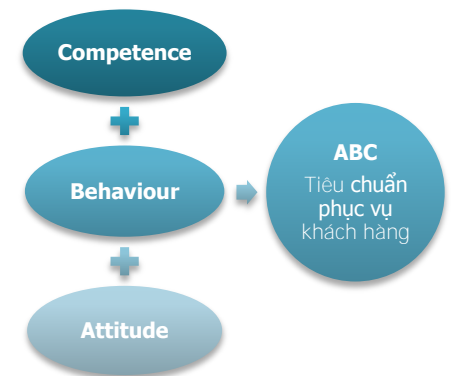 Competence
Behaviour
Attitude
ABC
Tiêu chuẩn
phục vụ
khách hàng